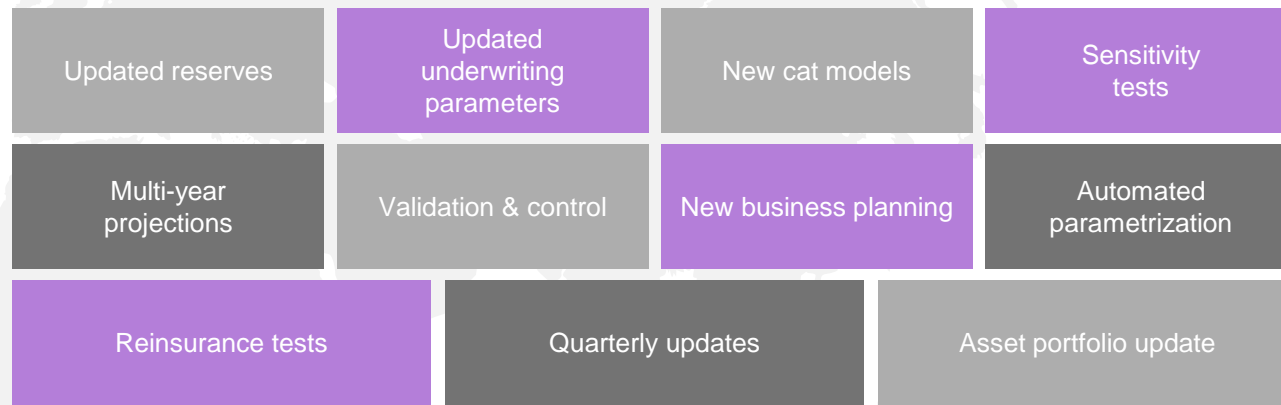 Updated reserves
Updated
underwriting
parameters
New cat models
Sensitivity
tests
Multi-year
projections
Validation & control
New business planning
Automated
parametrization
Reinsurance tests
Quarterly updates
Asset portfolio update